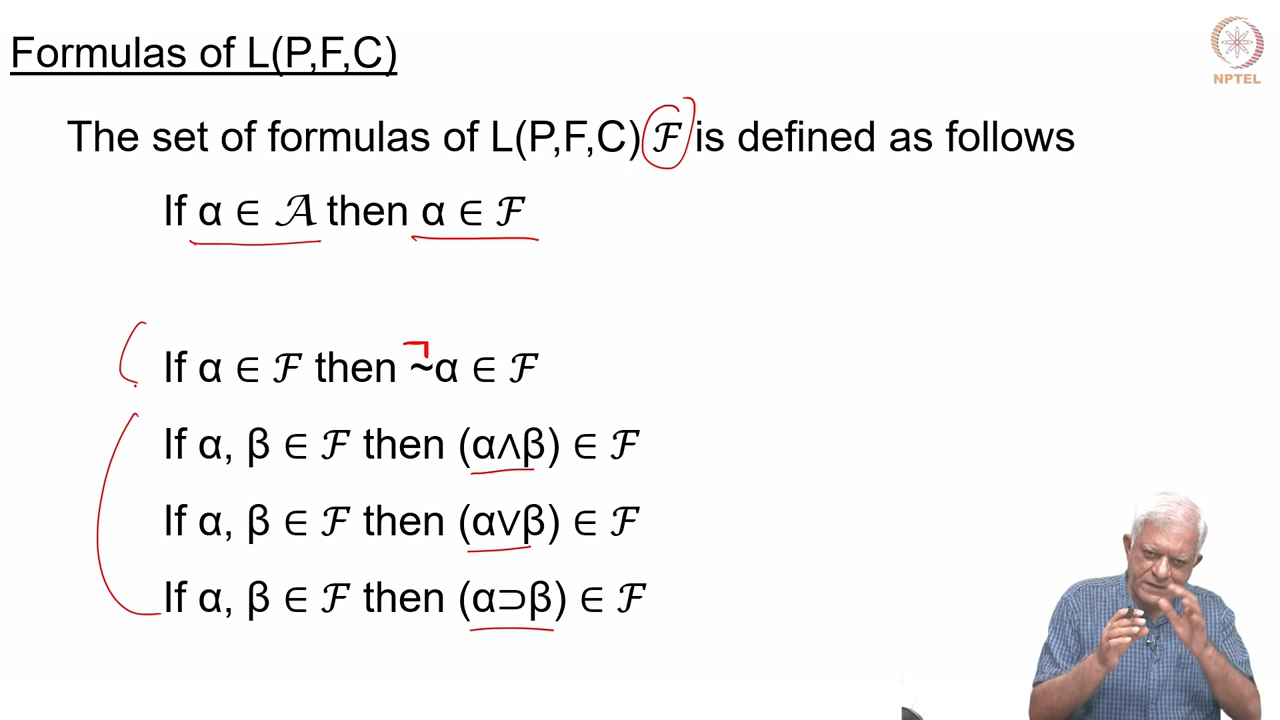 Formulas of L(P,F,C)
NPTEL
The set of formulas of L(P,F,C) ℱ is defined as follows
If α ∈ 𝒜 then α ∈ ℱ
¬
If α ∈ ℱ then ~α ∈ ℱ
If α, β ∈ ℱ then (α∧β) ∈ ℱ
If α, β ∈ ℱ then (α∨β) ∈ ℱ
If α, β ∈ ℱ then (α⊃β) ∈ ℱ